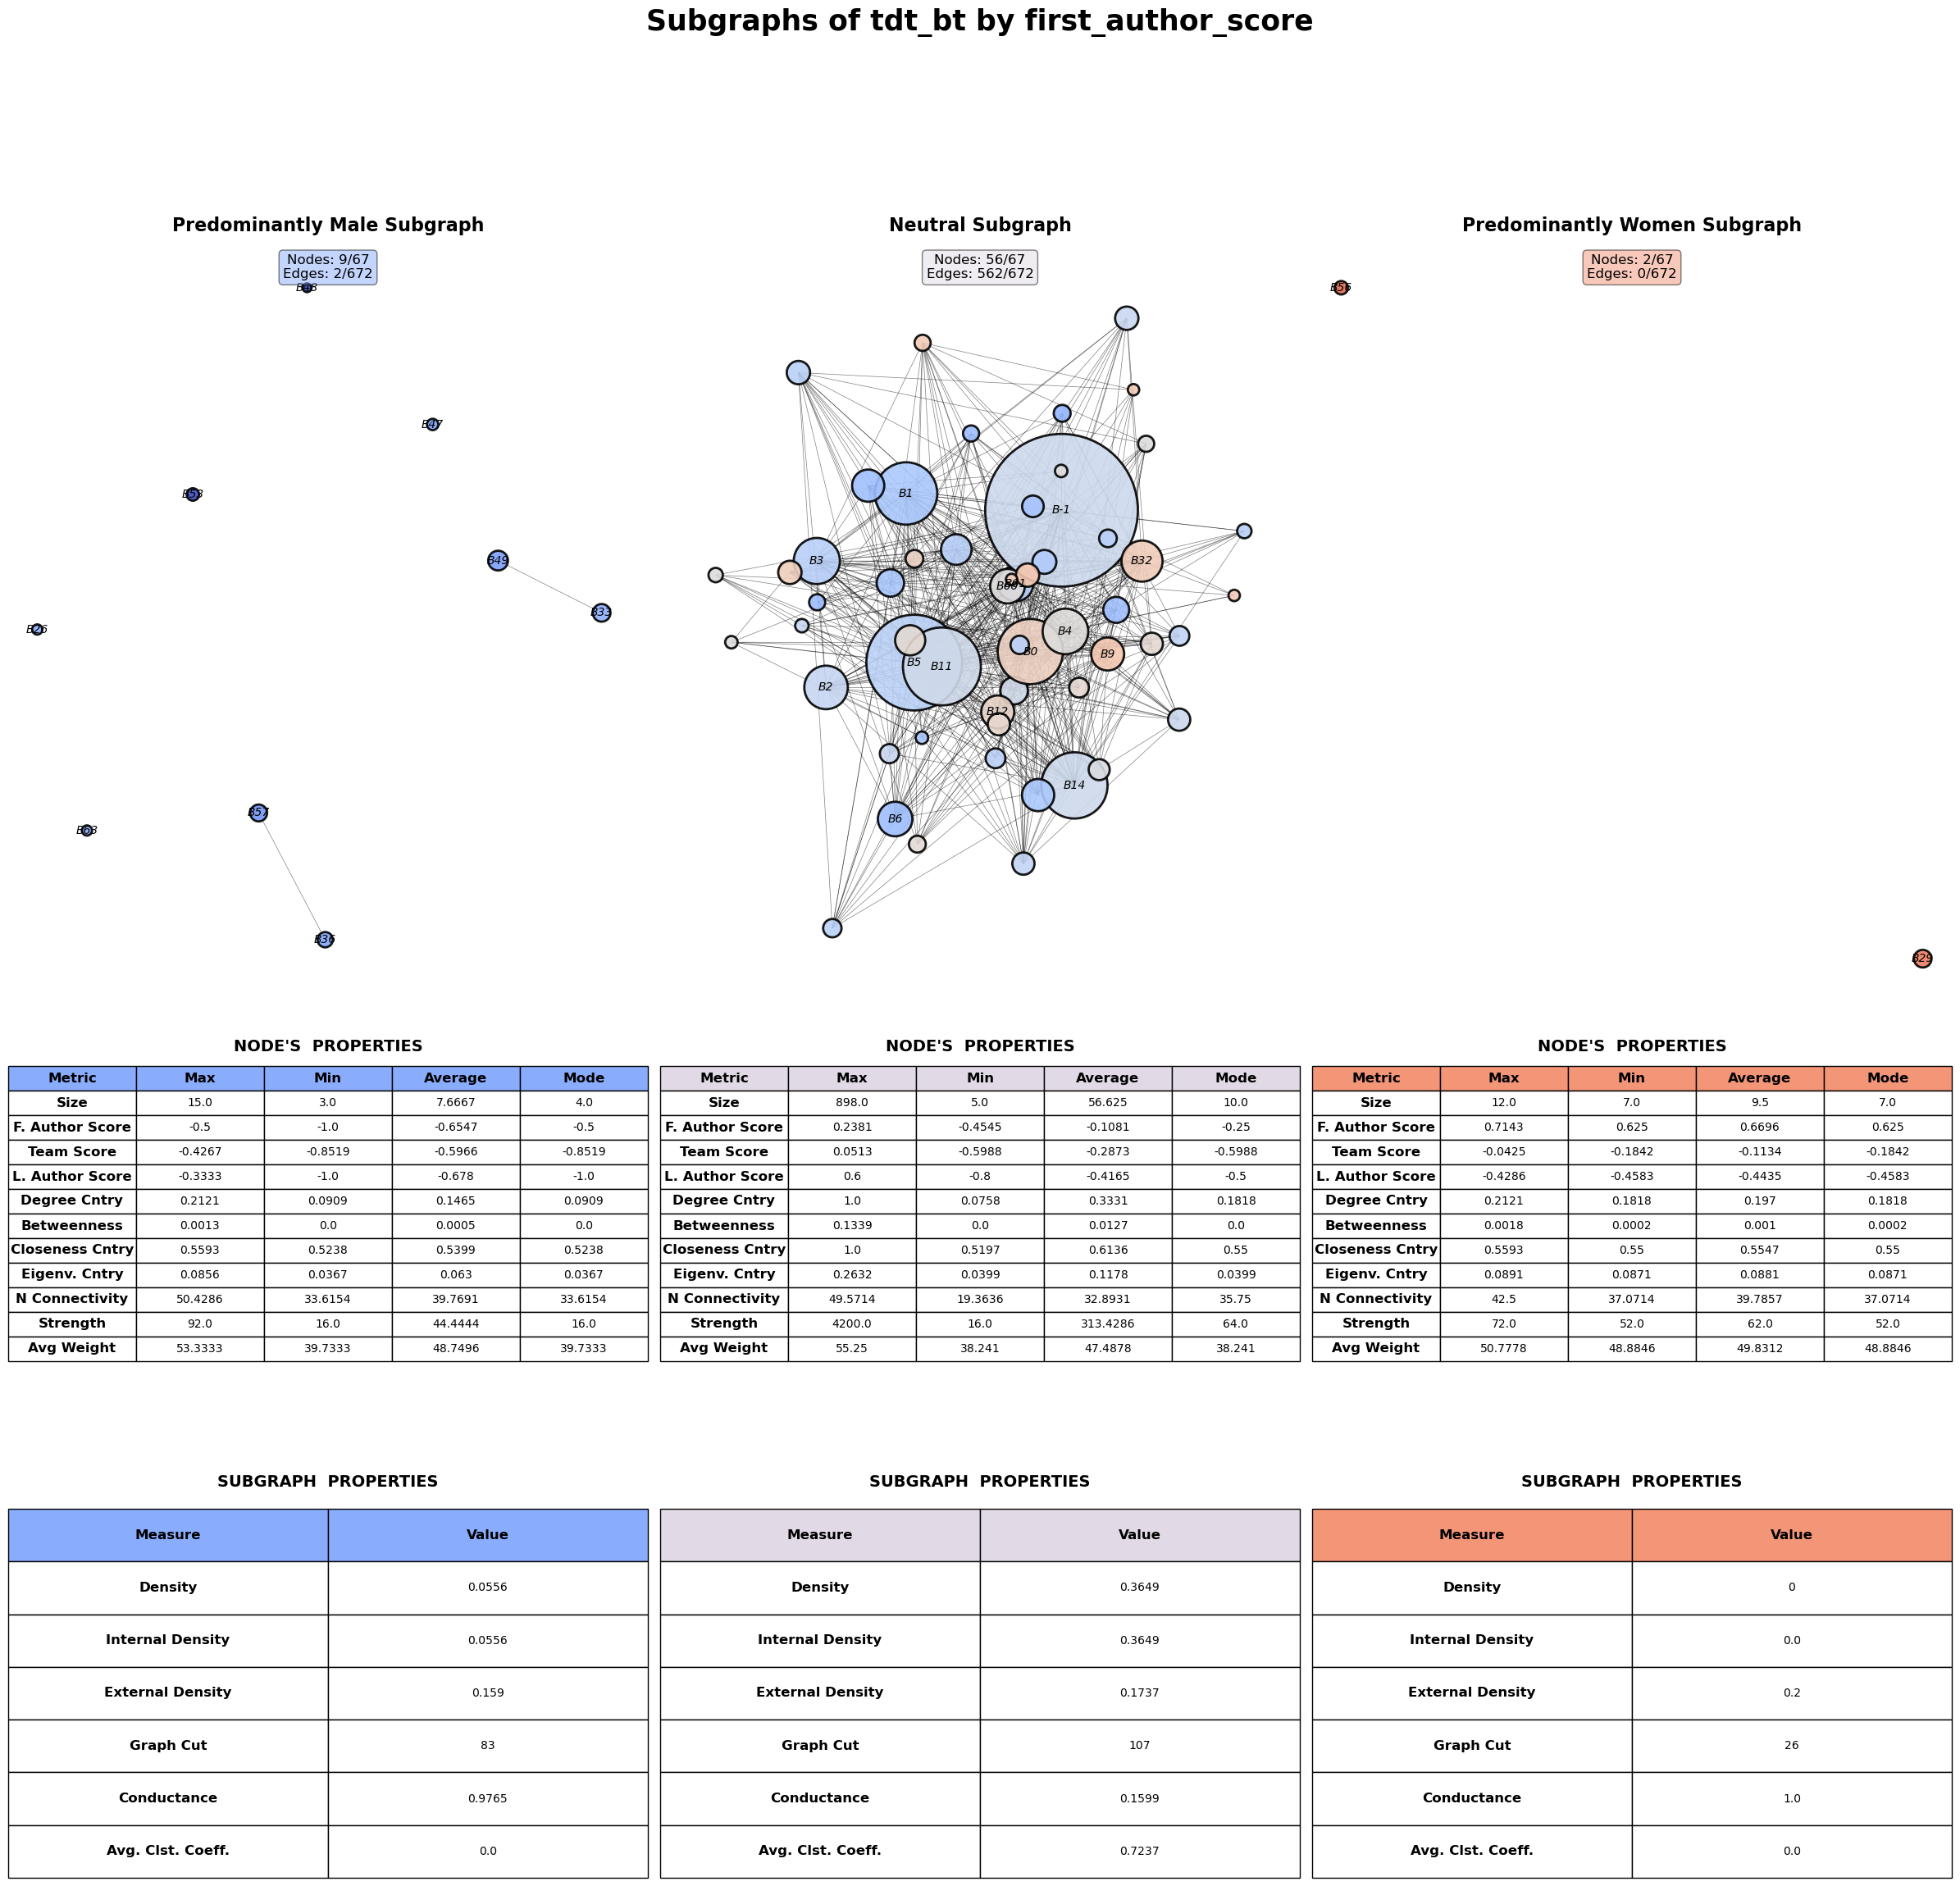 Subgraphs of tdt_bt by first_author_score
Predominantly Male Subgraph
Nodes: 9/67
Edges: 2/672
B48
B47
B53
B49
B33
B26
B57
B63
B36
Neutral Subgraph
Nodes: 56/67
Edges: 562/672
B1
B-1
B3
B32
B4
B5
B11
B0
B9
B2
B12
B14
B6
Predominantly Women Subgraph
Nodes: 2/67
Edges: 0/672
B56
B29
NODE'S PROPERTIES
Metric Max Min Average Mode
Size 15.0 3.0 7.6667 4.0
F. Author Score -0.5 -1.0 -0.6547 -0.5
Team Score -0.4267 -0.8519 -0.5966 -0.8519
L. Author Score -0.3333 -1.0 -0.678 -1.0
Degree Cntry 0.2121 0.0909 0.1465 0.0909
Betweenness 0.0013 0.0 0.0005 0.0
Closeness Cntry 0.5593 0.5238 0.5399 0.5238
Eigenv. Cntry 0.0856 0.0367 0.063 0.0367
N Connectivity 50.4286 33.6154 39.7691 33.6154
Strength 92.0 16.0 44.4444 16.0
Avg Weight 53.3333 39.7333 48.7496 39.7333
NODE'S PROPERTIES
Metric Max Min Average Mode
Size 898.0 5.0 56.625 10.0
F. Author Score 0.2381 -0.4545 -0.1081 -0.25
Team Score 0.0513 -0.5988 -0.2873 -0.5988
L. Author Score 0.6 -0.8 -0.4165 -0.5
Degree Cntry 1.0 0.0758 0.3331 0.1818
Betweenness 0.1339 0.0 0.0127 0.0
Closeness Cntry 1.0 0.5197 0.6136 0.55
Eigenv. Cntry 0.2632 0.0399 0.1178 0.0399
N Connectivity 49.5714 19.3636 32.8931 35.75
Strength 4200.0 16.0 313.4286 64.0
Avg Weight 55.25 38.241 47.4878 38.241
NODE'S PROPERTIES
Metric Max Min Average Mode
Size 12.0 7.0 9.5 7.0
F. Author Score 0.7143 0.625 0.6696 0.625
Team Score -0.0425 -0.1842 -0.1134 -0.1842
L. Author Score -0.4286 -0.4583 -0.4435 -0.4583
Degree Cntry 0.2121 0.1818 0.197 0.1818
Betweenness 0.0018 0.0002 0.001 0.0002
Closeness Cntry 0.5593 0.55 0.5547 0.55
Eigenv. Cntry 0.0891 0.0871 0.0881 0.0871
N Connectivity 42.5 37.0714 39.7857 37.0714
Strength 72.0 52.0 62.0 52.0
Avg Weight 50.7778 48.8846 49.8312 48.8846
SUBGRAPH PROPERTIES
Measure Value
Density 0.0556
Internal Density 0.0556
External Density 0.159
Graph Cut 83
Conductance 0.9765
Avg. Clst. Coeff. 0.0
SUBGRAPH PROPERTIES
Measure Value
Density 0.3649
Internal Density 0.3649
External Density 0.1737
Graph Cut 107
Conductance 0.1599
Avg. Clst. Coeff. 0.7237
SUBGRAPH PROPERTIES
Measure Value
Density 0
Internal Density 0.0
External Density 0.2
Graph Cut 26
Conductance 1.0
Avg. Clst. Coeff. 0.0